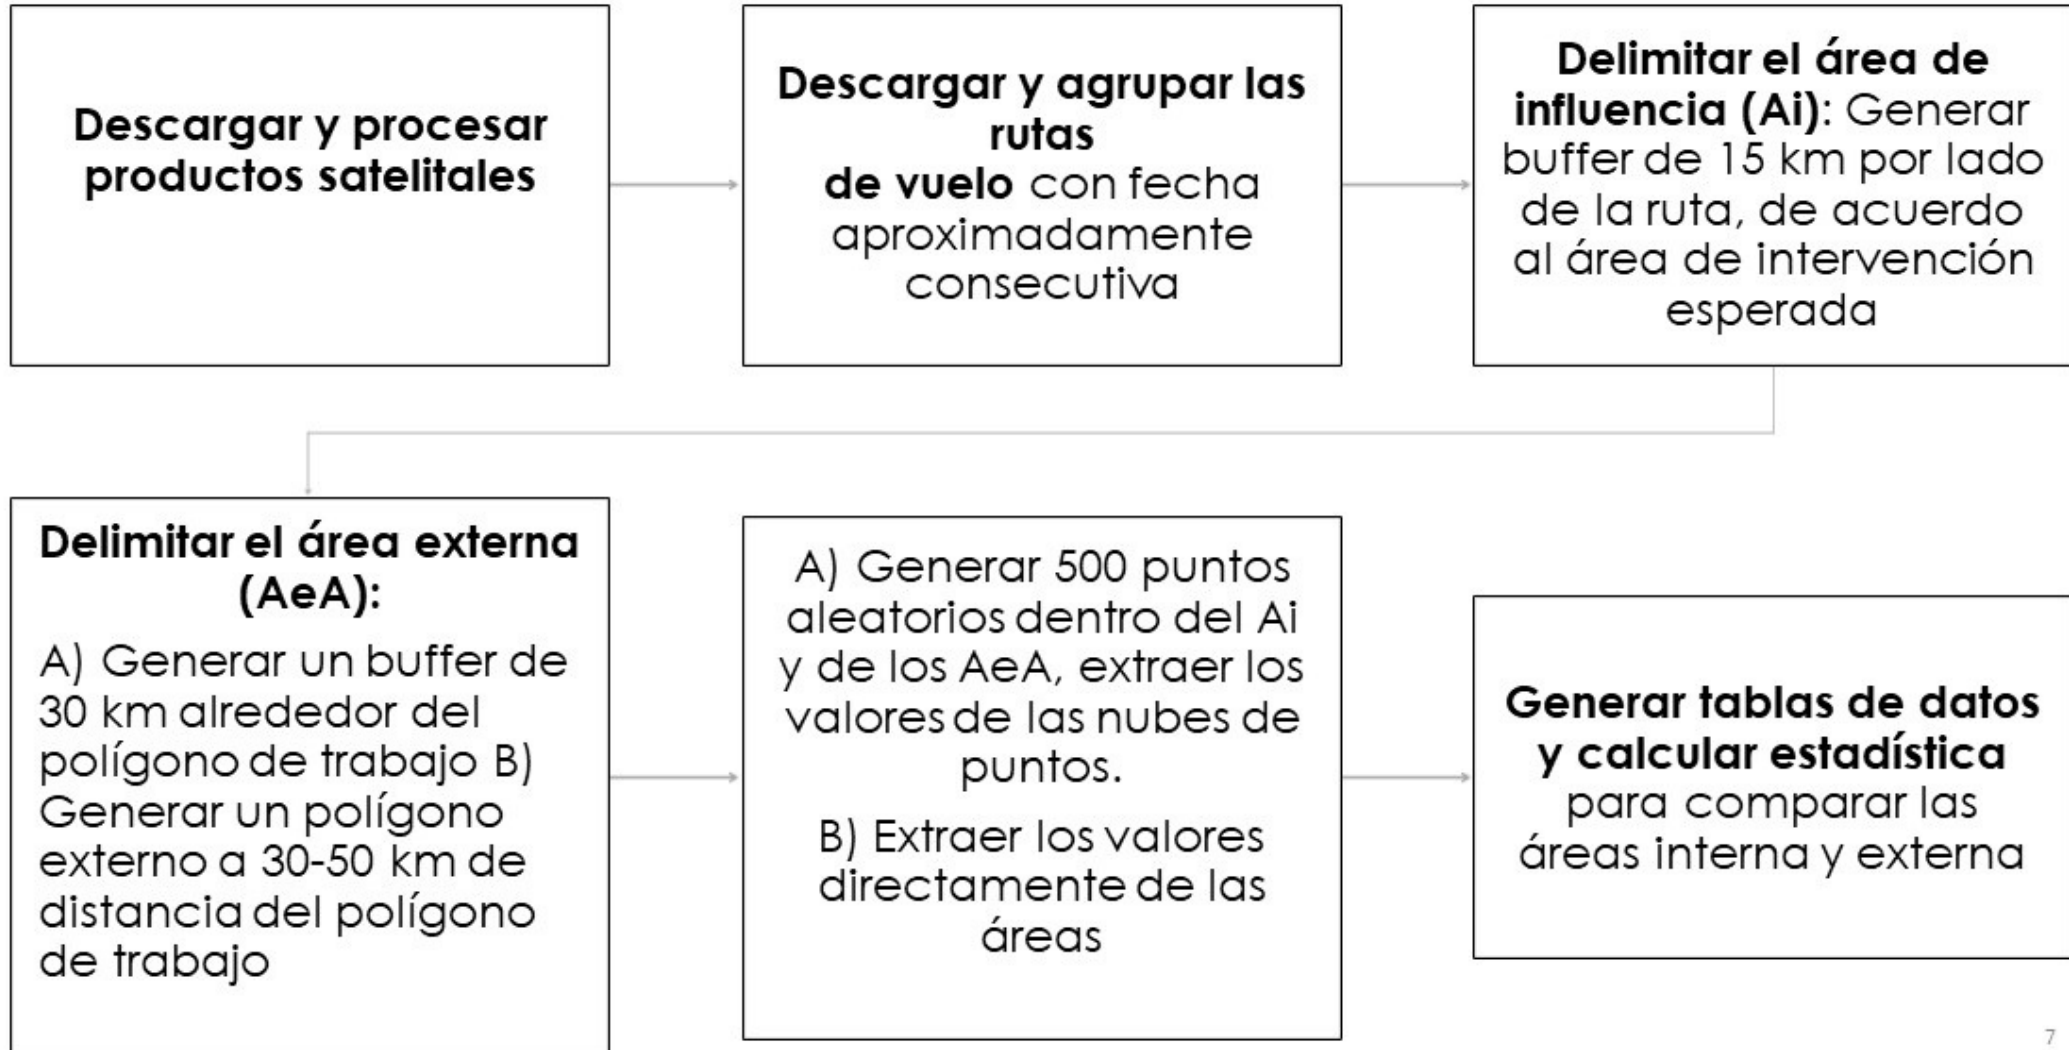 Descargar y procesar
productos satelitales
Descargar y agrupar las
rutas
de vuelo con fecha
aproximadamente
consecutiva
Delimitar el área de
influencia (Ai): Generar
buffer de 15 km por lado
de la ruta, de acuerdo
al área de intervención
esperada
Delimitar el área externa
(AeA):
A) Generar un buffer de
30 km alrededor del
polígono de trabajo B)
Generar un polígono
externo a 30-50 km de
distancia del polígono
de trabajo
A) Generar 500 puntos
aleatorios dentro del Ai
y de los AeA, extraer los
valores de las nubes de
puntos.
B) Extraer los valores
directamente de las
áreas
Generar tablas de datos
y calcular estadística
para comparar las
áreas interna y externa
7